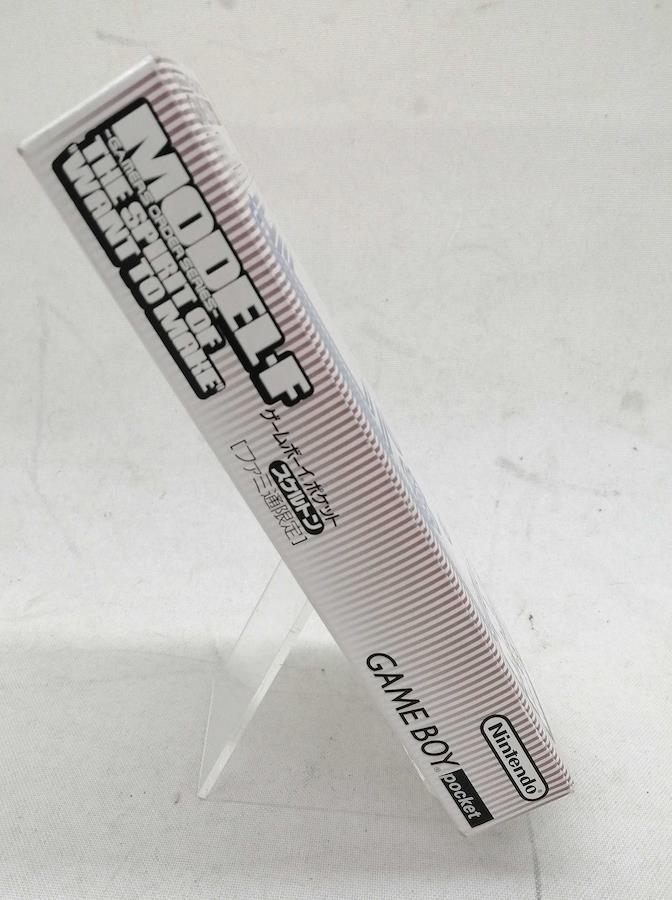 MODEL-F
-GAMERS ORDER SERIES-
THE SPIRIT OF
"WANT TO MAKE"
ゲームボーイポケット
スケルトン
[ファミ通限定]
GAME BOY pocket
Nintendo